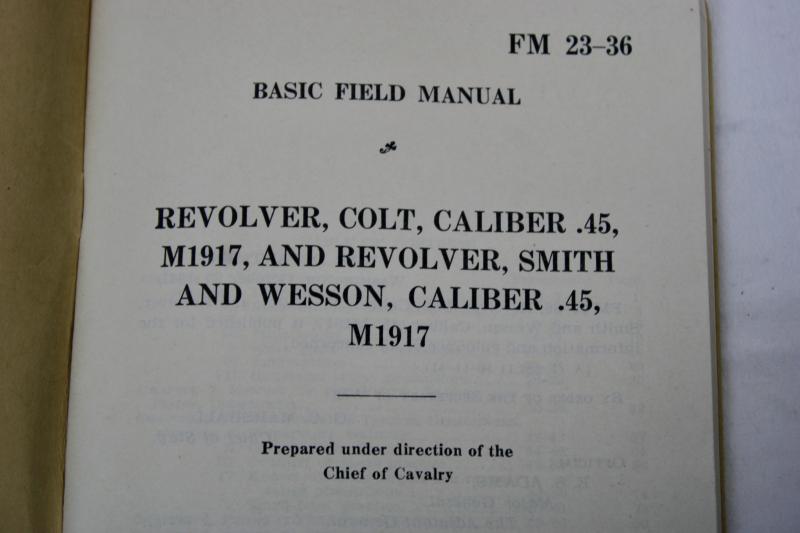 FM 23–36
BASIC FIELD MANUAL
REVOLVER, COLT, CALIBER .45,
M1917, AND REVOLVER, SMITH
AND WESSON, CALIBER .45,
M1917
Prepared under direction of the
Chief of Cavalry